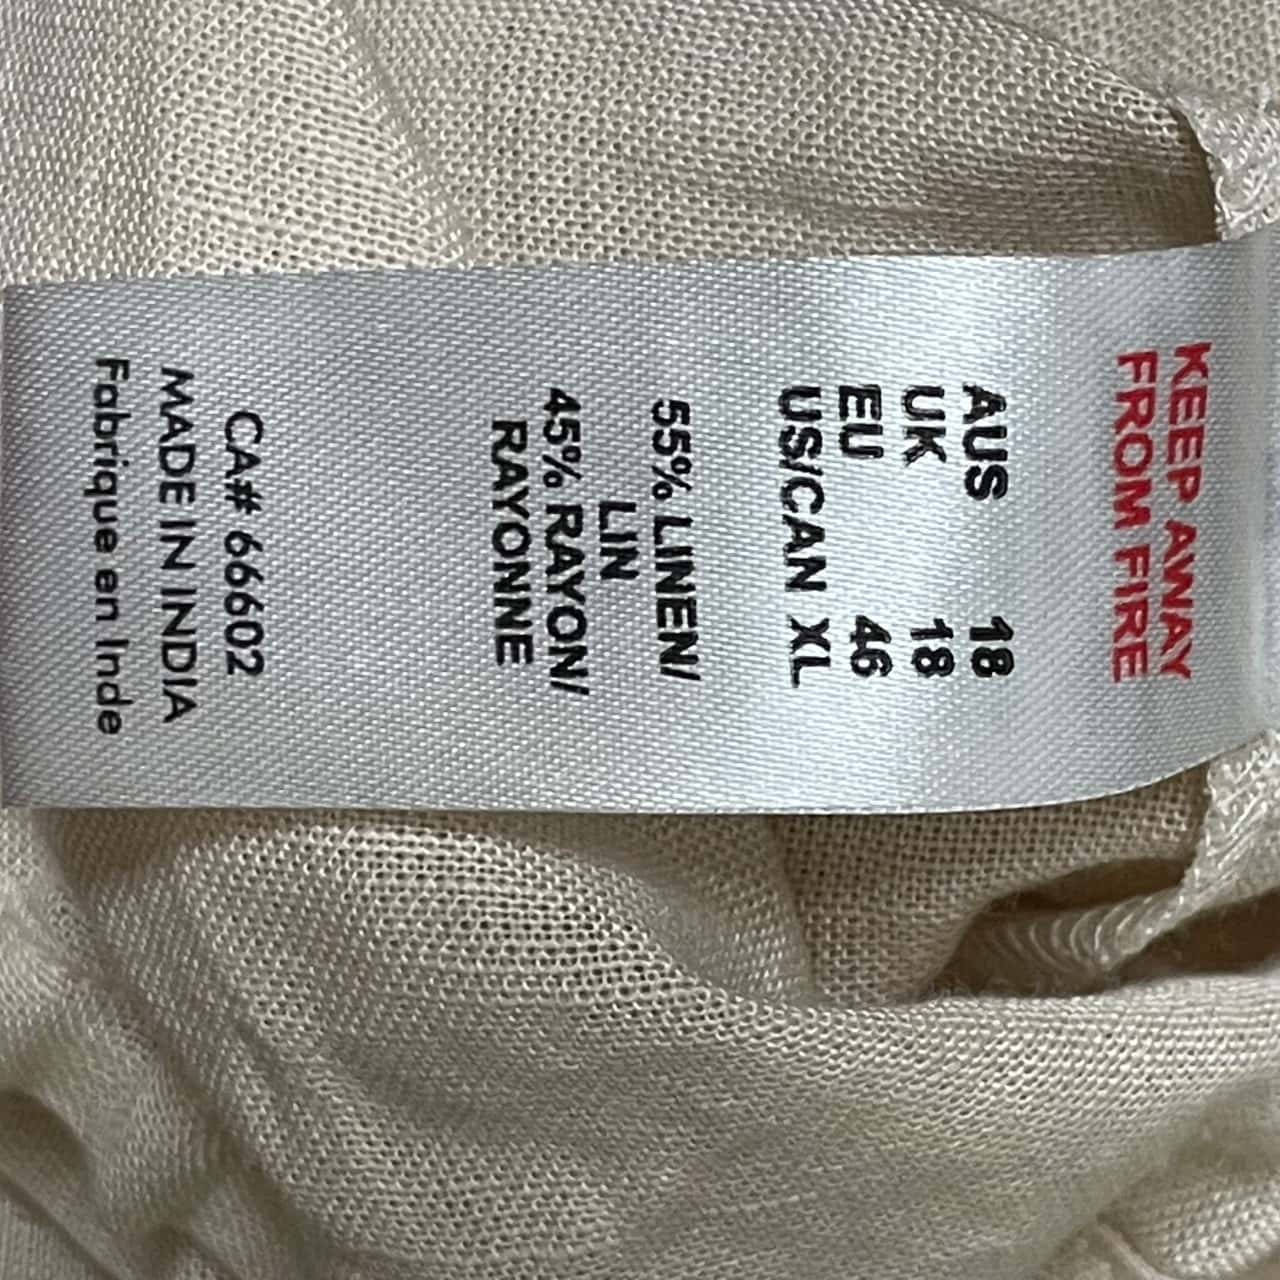 KEEP AWAY
FROM FIRE
AUS 18
UK 18
EU 46
US/CAN XL
55% LINEN/
LIN
45% RAYON/
RAYONNE
CA# 66602
MADE IN INDIA
Fabrique en Inde